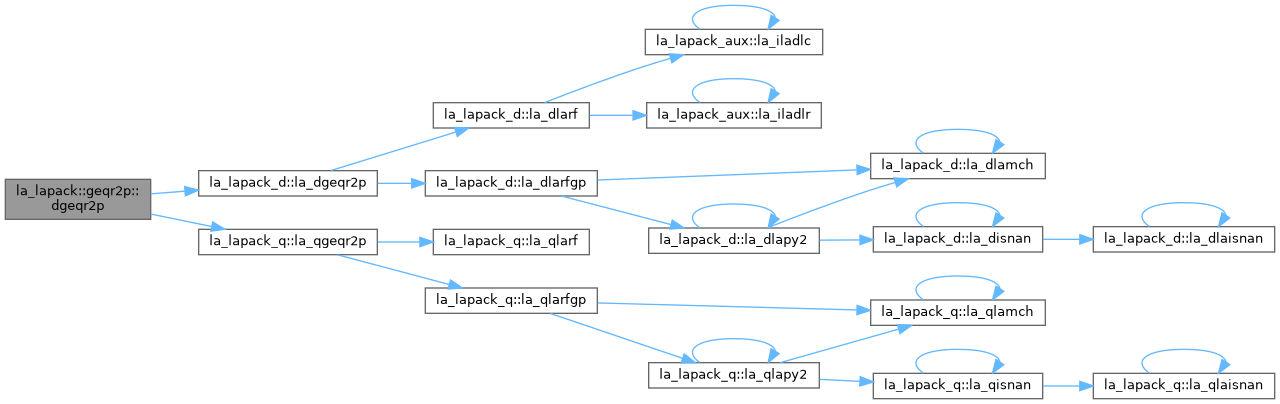 la_lapack::geqr2p::
dgeqr2p
la_lapack_d::la_dgeqr2p
la_lapack_d::la_dlarf
la_lapack_aux::la_iladlc
la_lapack_aux::la_iladlr
la_lapack_d::la_dlarfgp
la_lapack_d::la_dlamch
la_lapack_d::la_dlapy2
la_lapack_d::la_disnan
la_lapack_d::la_dlaisnan
la_lapack_q::la_qgeqr2p
la_lapack_q::la_qlarf
la_lapack_q::la_qlarfgp
la_lapack_q::la_qlamch
la_lapack_q::la_qlapy2
la_lapack_q::la_qisnan
la_lapack_q::la_qlaisnan